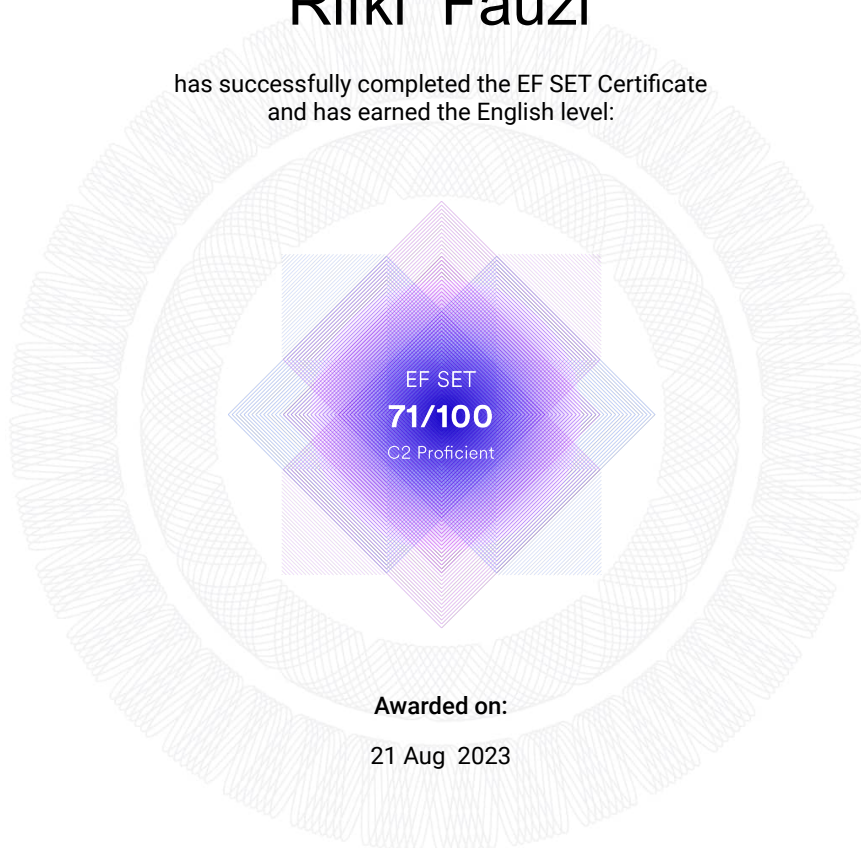 Fauzi
has successfully completed the EF SET Certificate
and has earned the English level:
EF SET
71/100
C2 Proficient
Awarded on:
21 Aug 2023